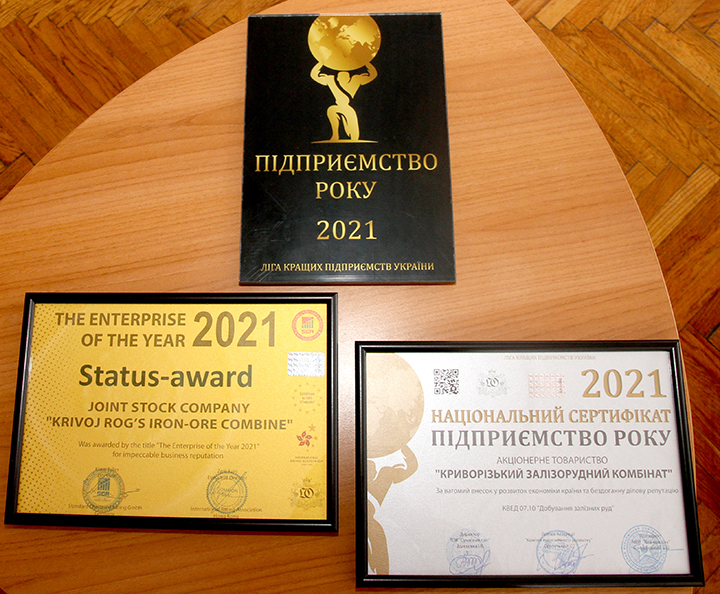 ПІДПРИЄМСТВО
РОКУ
2021
ЛІГА КРАЩИХ ПІДПРИЄМСТВ УКРАЇНИ
THE ENTERPRISE
OF THE YEAR 2021
Status-award
JOINT STOCK COMPANY
"KRIVOJ ROG'S IRON-ORE COMBINE"
Was awarded by the title "The Enterprise of the Year 2021"
for impeccable business reputation
ЛІГА КРАЩИХ ПІДПРИЄМСТВ УКРАЇНИ
2021
НАЦІОНАЛЬНИЙ СЕРТИФІКАТ
ПІДПРИЄМСТВО РОКУ
АКЦІОНЕРНЕ ТОВАРИСТВО
"КРИВОРІЗЬКИЙ ЗАЛІЗОРУДНИЙ КОМБІНАТ"
За вагомий внесок у розвиток економіки країни та бездоганну ділову репутацію
КВЕД 07.10 "Добування залізних руд"